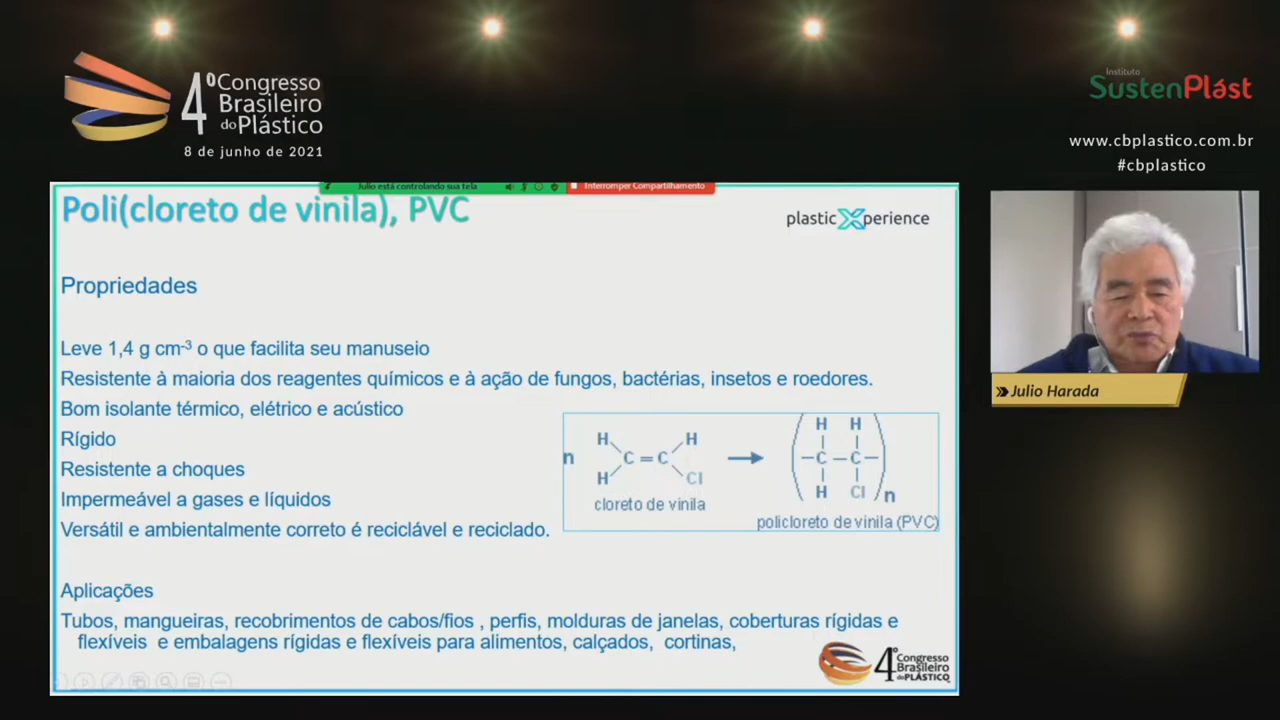 4º Congresso
Brasileiro
do Plástico
8 de junho de 2021
Instituto
SustenPlást
www.cbplastico.com.br
#cbplastico
Julio está controlando sua tela
Interromper Compartilhamento
Poli(cloreto de vinila), PVC
plasticXperience
Propriedades
Leve 1,4 g cm-3 o que facilita seu manuseio
Resistente à maioria dos reagentes químicos e à ação de fungos, bactérias, insetos e roedores.
Bom isolante térmico, elétrico e acústico
Rígido
Resistente a choques
Impermeável a gases e líquidos
Versátil e ambientalmente correto é reciclável e reciclado.
H H
n C = C
H Cl
cloreto de vinila
H H
C C
H Cl n
policloreto de vinila (PVC)
Aplicações
Tubos, mangueiras, recobrimentos de cabos/fios , perfis, molduras de janelas, coberturas rígidas e
flexíveis e embalagens rígidas e flexíveis para alimentos, calçados, cortinas,
4º Congresso
Brasileiro
do PLÁSTICO
Julio Harada